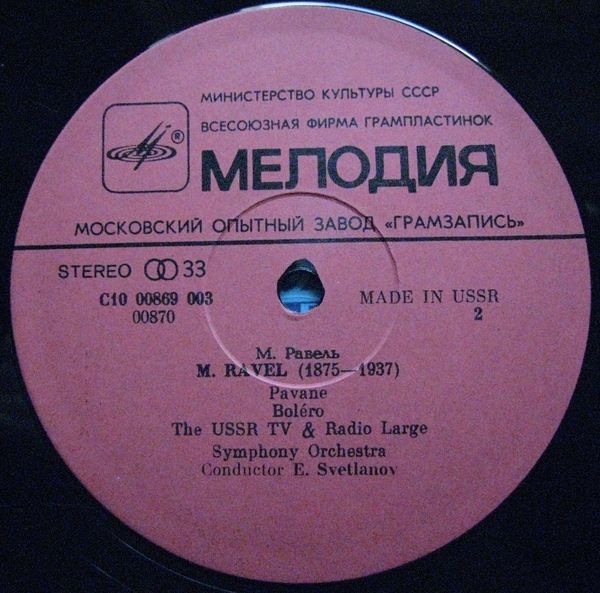 МИНИСТЕРСТВО КУЛЬТУРЫ СССР
ВСЕСОЮЗНАЯ ФИРМА ГРАМПЛАСТИНОК
®
МЕЛОДИЯ
МОСКОВСКИЙ ОПЫТНЫЙ ЗАВОД «ГРАМЗАПИСЬ»
STEREO 33
С10 00869 003
MADE IN USSR
00870
2
М. Равель
M. RAVEL (1875—1937)
Pavane
Boléro
The USSR TV & Radio Large
Symphony Orchestra
Conductor E. Svetlanov